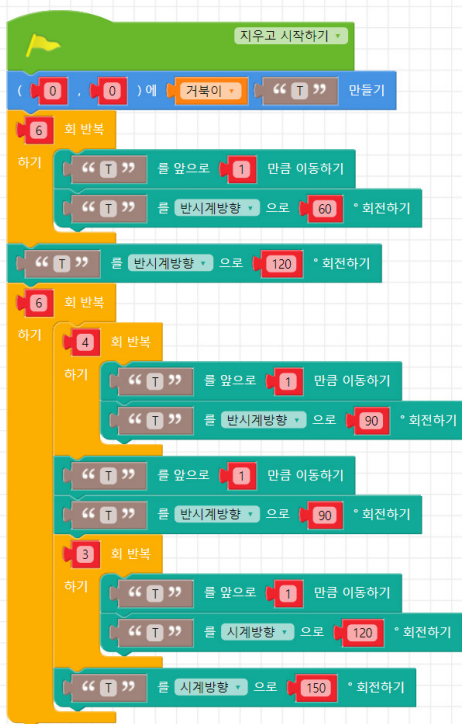 지우고 시작하기
( 0 , 0 ) 에 거북이 “ T ” 만들기
6 회 반복
하기 “ T ” 를 앞으로 1 만큼 이동하기
“ T ” 를 반시계방향 으로 60 ° 회전하기
“ T ” 를 반시계방향 으로 120 ° 회전하기
6 회 반복
하기 4 회 반복
하기 “ T ” 를 앞으로 1 만큼 이동하기
“ T ” 를 반시계방향 으로 90 ° 회전하기
“ T ” 를 앞으로 1 만큼 이동하기
“ T ” 를 반시계방향 으로 90 ° 회전하기
3 회 반복
하기 “ T ” 를 앞으로 1 만큼 이동하기
“ T ” 를 시계방향 으로 120 ° 회전하기
“ T ” 를 시계방향 으로 150 ° 회전하기